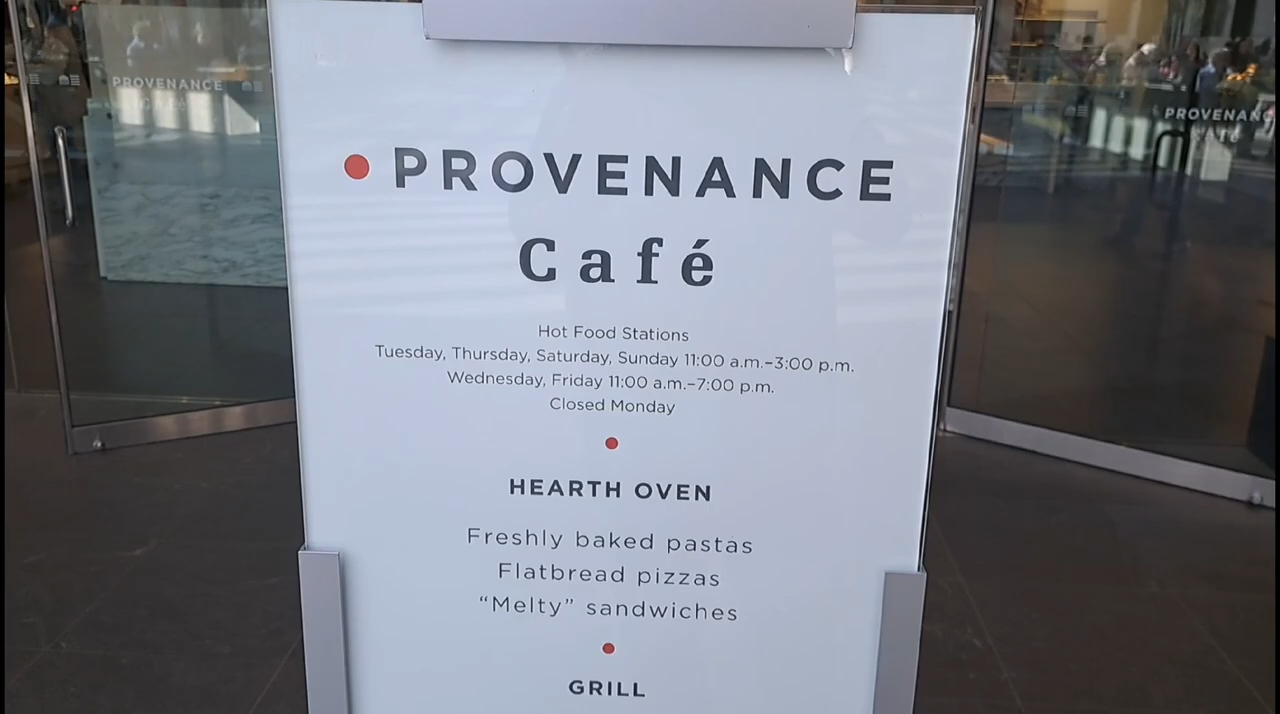 PROVENANCE
PROVENANC
PROVENANCE
Café
Hot Food Stations
Tuesday, Thursday, Saturday, Sunday 11:00 a.m.–3:00 p.m.
Wednesday, Friday 11:00 a.m.–7:00 p.m.
Closed Monday
HEARTH OVEN
Freshly baked pastas
Flatbread pizzas
“Melty” sandwiches
GRILL